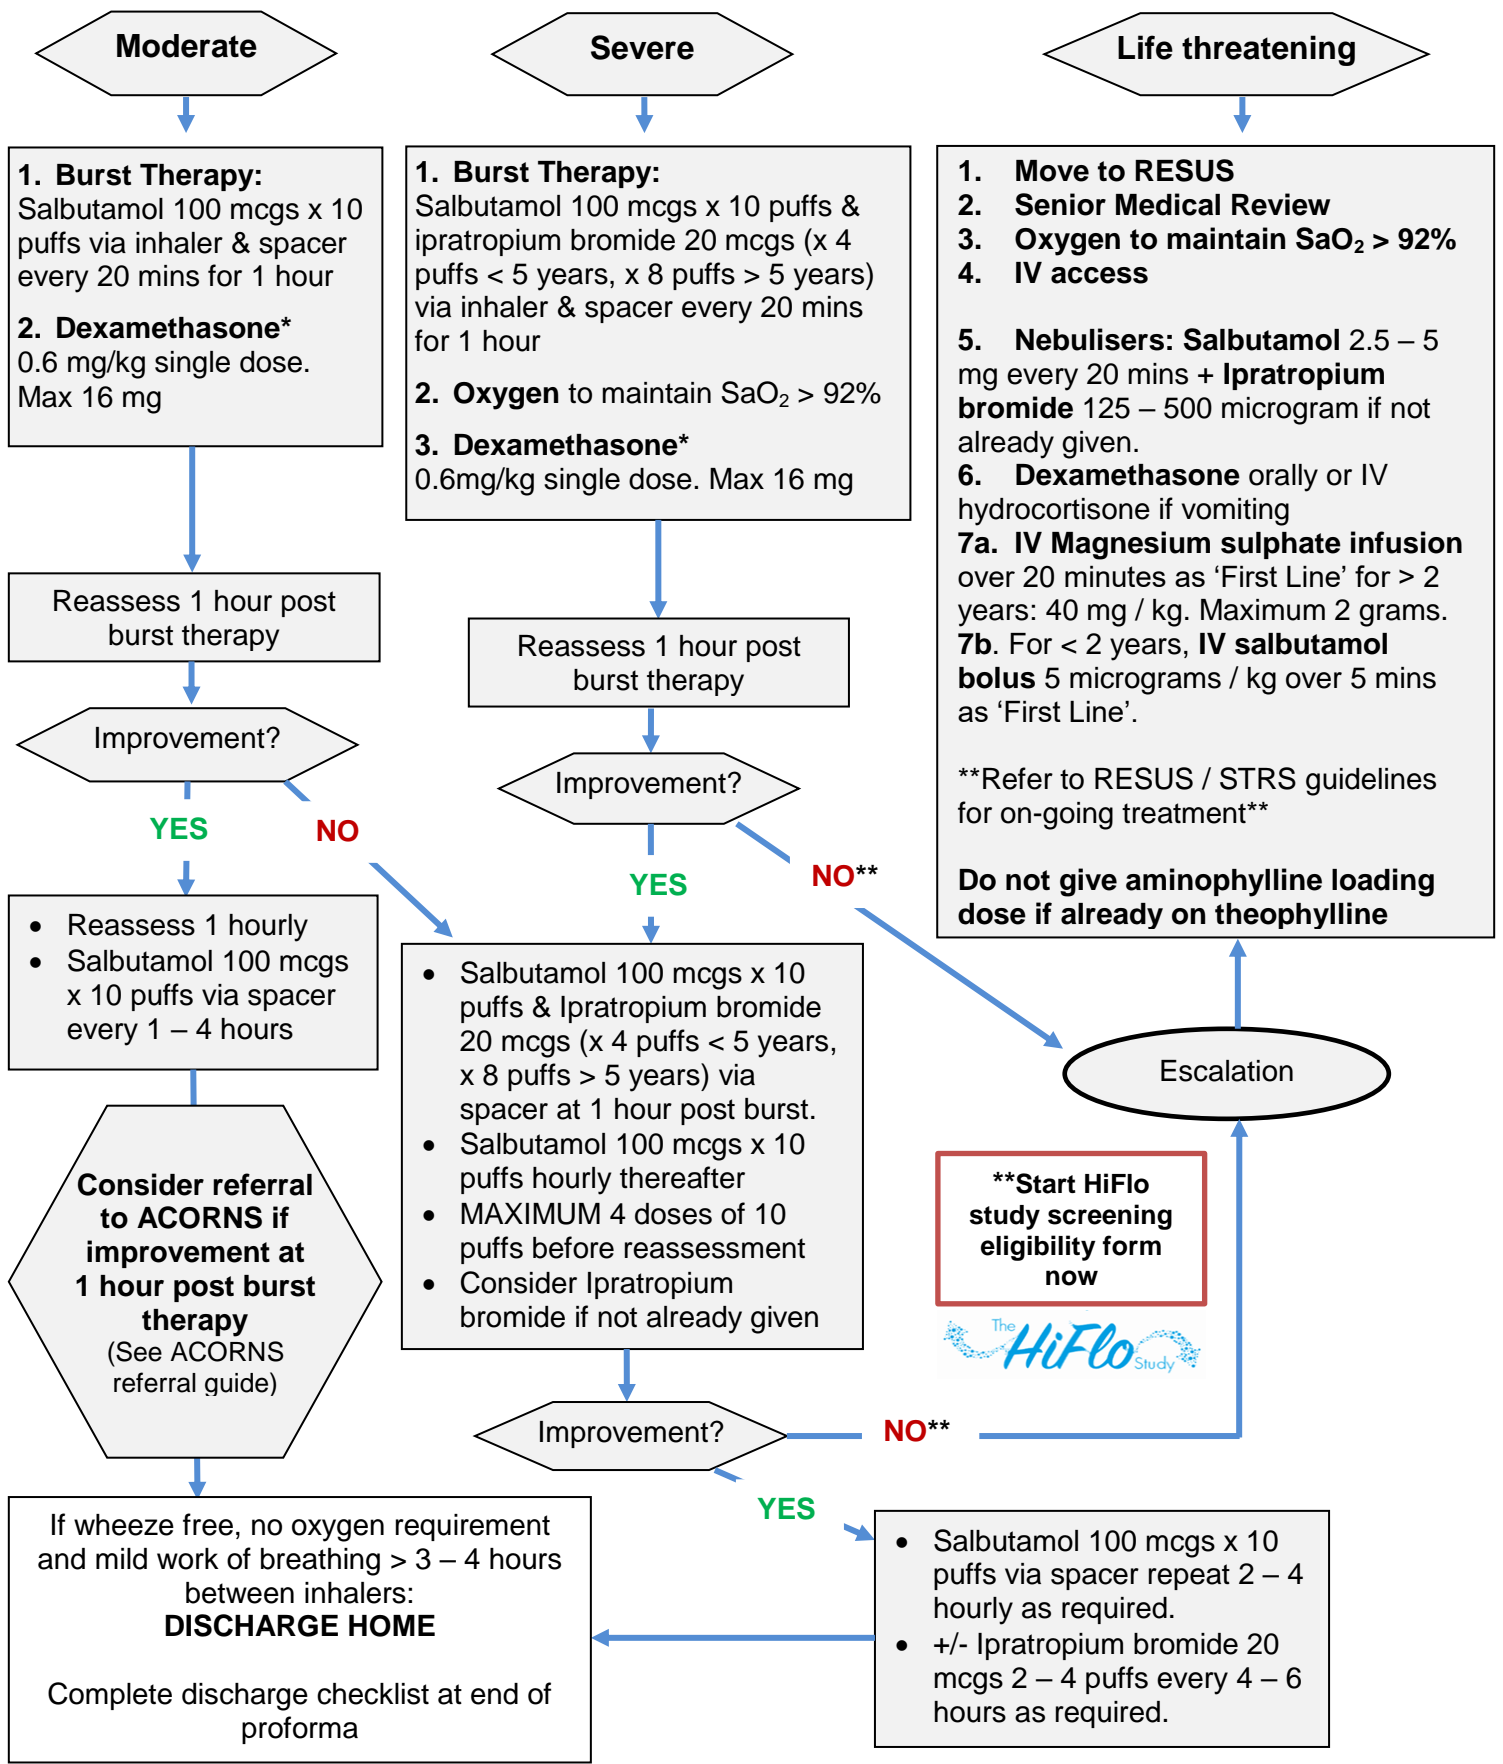 Moderate
1. Burst Therapy:
Salbutamol 100 mcgs x 10
puffs via inhaler & spacer
every 20 mins for 1 hour
2. Dexamethasone*
0.6 mg/kg single dose.
Max 16 mg
Reassess 1 hour post
burst therapy
Improvement?
YES
NO
• Reassess 1 hourly
• Salbutamol 100 mcgs
x 10 puffs via spacer
every 1 – 4 hours
Consider referral
to ACORNS if
improvement at
1 hour post burst
therapy
(See ACORNS
referral guide)
If wheeze free, no oxygen requirement
and mild work of breathing > 3 – 4 hours
between inhalers:
DISCHARGE HOME
Complete discharge checklist at end of
proforma
Severe
1. Burst Therapy:
Salbutamol 100 mcgs x 10 puffs &
ipratropium bromide 20 mcgs (x 4
puffs < 5 years, x 8 puffs > 5 years)
via inhaler & spacer every 20 mins
for 1 hour
2. Oxygen to maintain SaO₂ > 92%
3. Dexamethasone*
0.6mg/kg single dose. Max 16 mg
Reassess 1 hour post
burst therapy
Improvement?
YES
NO**
• Salbutamol 100 mcgs x 10
puffs & Ipratropium bromide
20 mcgs (x 4 puffs < 5 years,
x 8 puffs > 5 years) via
spacer at 1 hour post burst.
• Salbutamol 100 mcgs x 10
puffs hourly thereafter
• MAXIMUM 4 doses of 10
puffs before reassessment
• Consider Ipratropium
bromide if not already given
Improvement?
NO**
YES
• Salbutamol 100 mcgs x 10
puffs via spacer repeat 2 – 4
hourly as required.
• +/- Ipratropium bromide 20
mcgs 2 – 4 puffs every 4 – 6
hours as required.
Life threatening
1. Move to RESUS
2. Senior Medical Review
3. Oxygen to maintain SaO₂ > 92%
4. IV access
5. Nebulisers: Salbutamol 2.5 – 5
mg every 20 mins + Ipratropium
bromide 125 – 500 microgram if not
already given.
6. Dexamethasone orally or IV
hydrocortisone if vomiting
7a. IV Magnesium sulphate infusion
over 20 minutes as ‘First Line’ for > 2
years: 40 mg / kg. Maximum 2 grams.
7b. For < 2 years, IV salbutamol
bolus 5 micrograms / kg over 5 mins
as ‘First Line’.
**Refer to RESUS / STRS guidelines
for on-going treatment**
Do not give aminophylline loading
dose if already on theophylline
Escalation
**Start HiFlo
study screening
eligibility form
now
The
HiFlo
Study